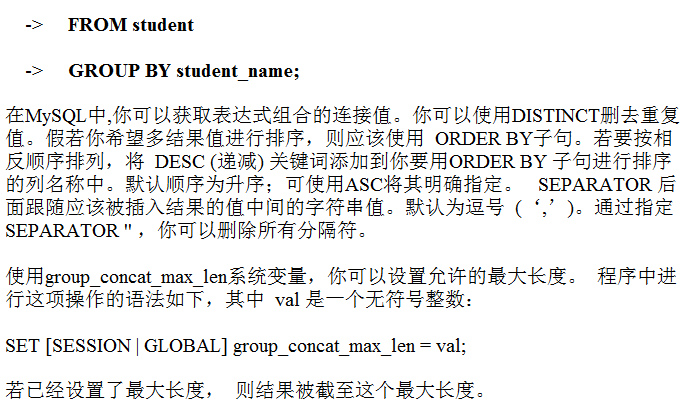 -> FROM student
-> GROUP BY student_name;
在MySQL中,你可以获取表达式组合的连接值。你可以使用DISTINCT删去重复
值。假若你希望多结果值进行排序，则应该使用 ORDER BY子句。若要按相
反顺序排列，将 DESC (递减) 关键词添加到你要用ORDER BY 子句进行排序
的列名称中。默认顺序为升序；可使用ASC将其明确指定。 SEPARATOR 后
面跟随应该被插入结果的值中间的字符串值。默认为逗号 (‘,’)。通过指定
SEPARATOR '' ，你可以删除所有分隔符。
使用group_concat_max_len系统变量，你可以设置允许的最大长度。 程序中进
行这项操作的语法如下，其中 val 是一个无符号整数：
SET [SESSION | GLOBAL] group_concat_max_len = val;
若已经设置了最大长度， 则结果被截至这个最大长度。